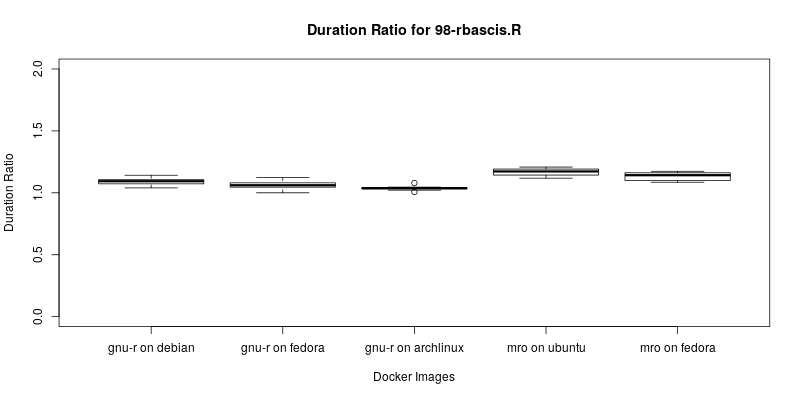 Duration Ratio for 98-rbascis.R
Duration Ratio
2.0
1.5
1.0
0.5
0.0
gnu-r on debian
gnu-r on fedora
gnu-r on archlinux
mro on ubuntu
mro on fedora
Docker Images